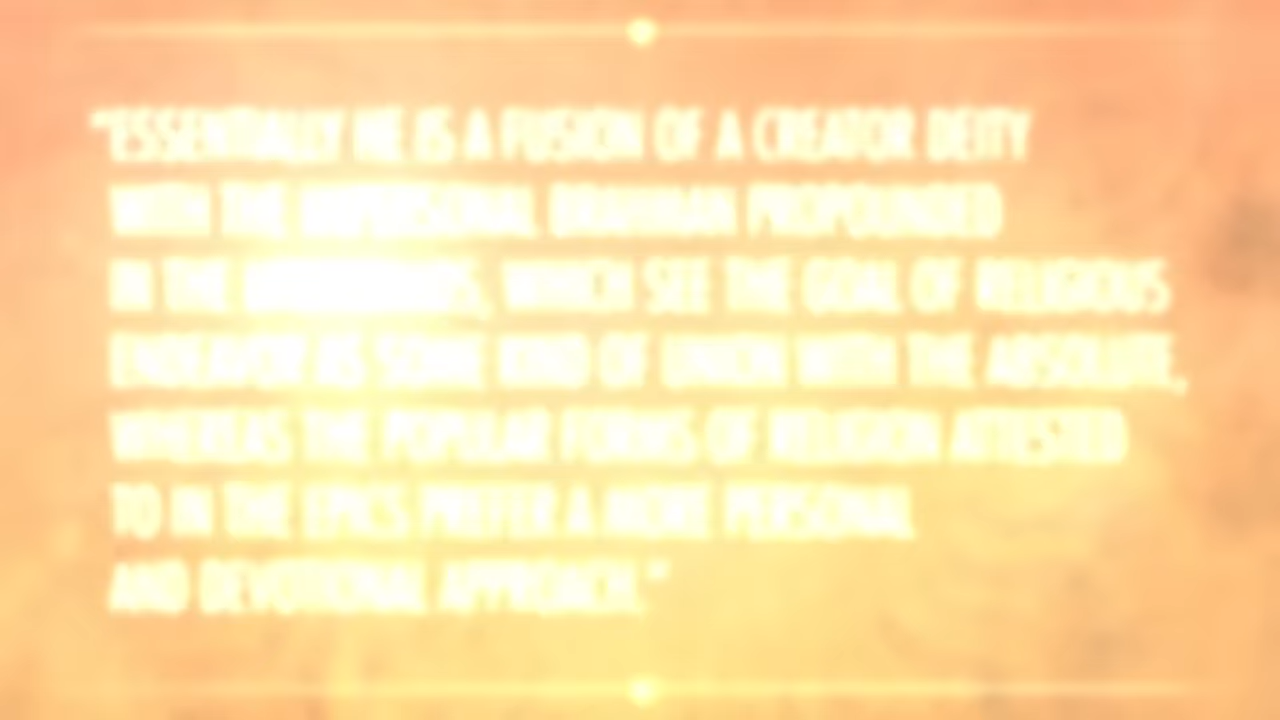 "ESSENTIALLY HE IS A FUSION OF A CREATOR DEITY
WITH THE IMPERSONAL BRAHMAN PROPOUNDED
IN THE WHICH SEE THE GOAL OF RELIGIOUS
ENDEAVOR AS SOME KIND OF UNION WITH THE ABSOLUTE,
WHEREAS THE POPULAR FORMS OF RELIGION ATTESTED
TO IN THE EPICS PREFER A MORE PERSONAL
AND DEVOTIONAL APPROACH."